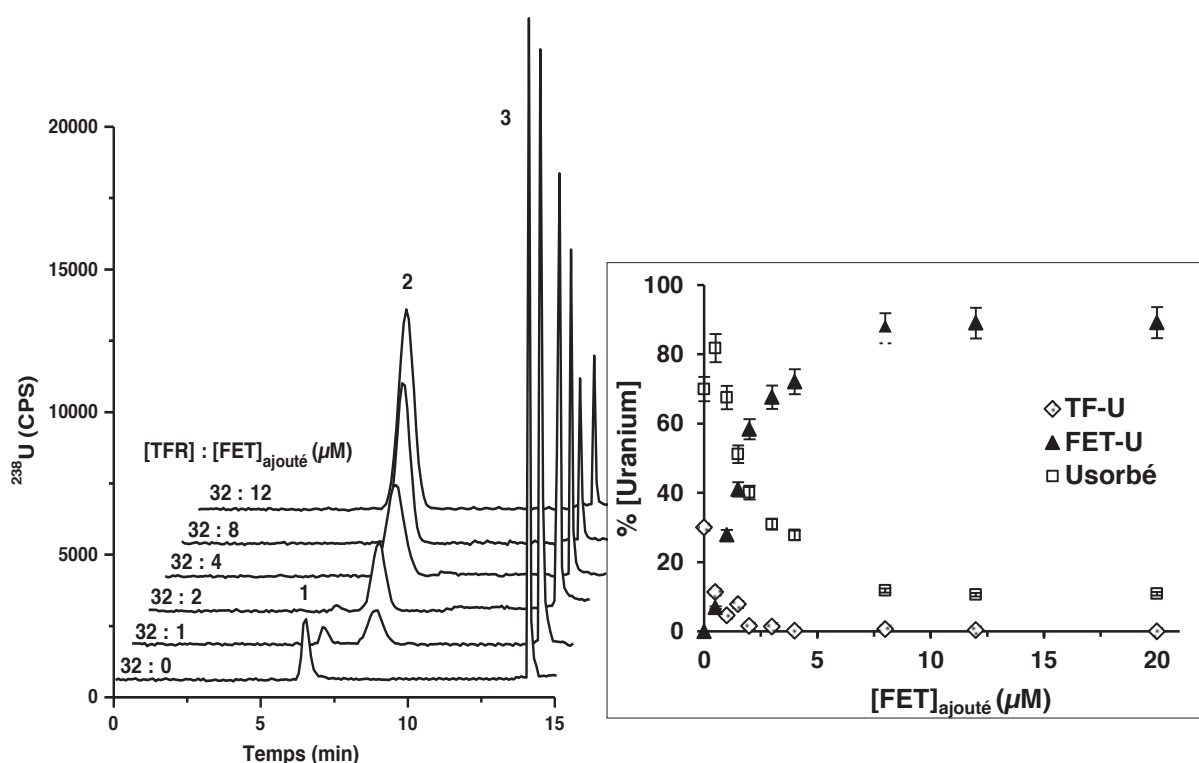 3
20000
15000
2
10000
²³⁸U (CPS)
[TFR] : [FET]ajouté (µM)
32 : 12
32 : 8
5000
32 : 4
1
32 : 2
32 : 1
32 : 0
0
0
5
10
15
Temps (min)
100
80
60
40
20
0
% [Uranium]
TF-U
FET-U
Usorbé
0
5
10
15
20
[FET]ajouté (µM)